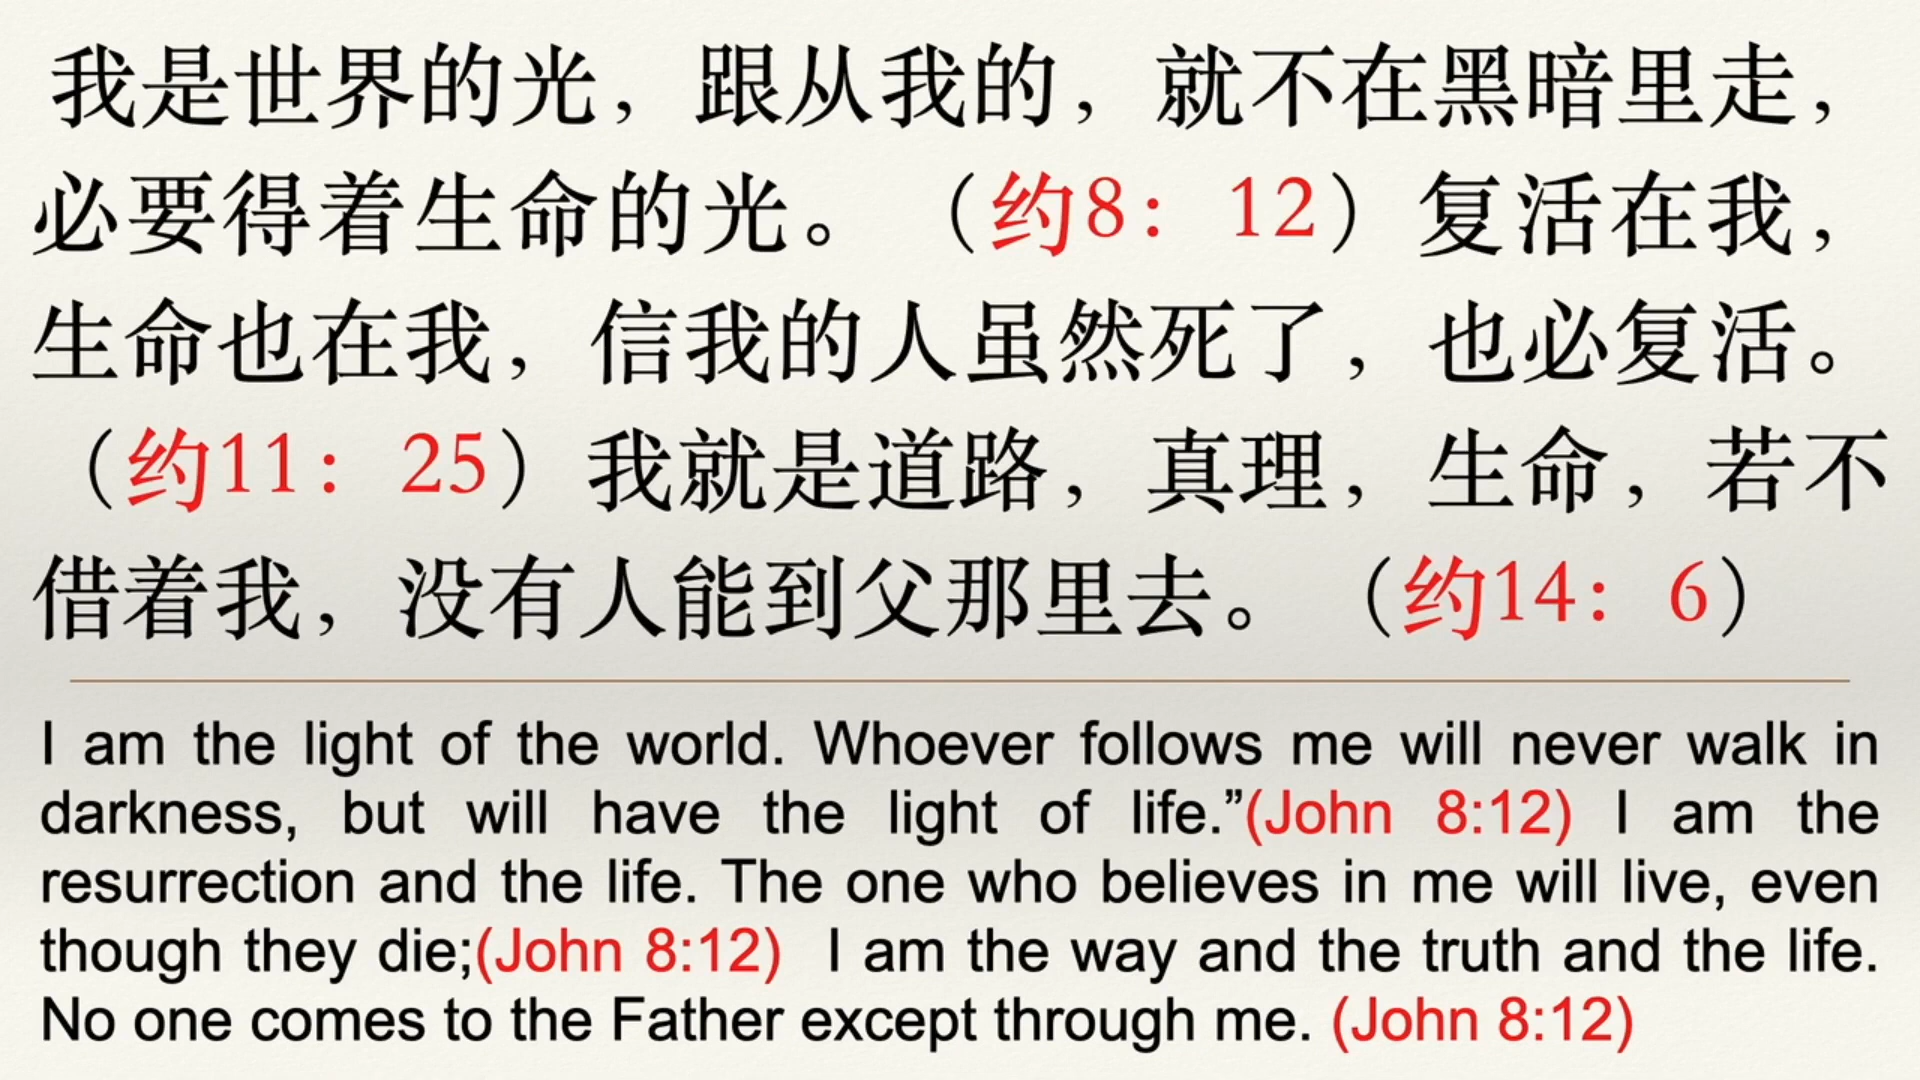 我是世界的光，跟从我的，就不在黑暗里走，
必要得着生命的光。（约8：12）复活在我，
生命也在我，信我的人虽然死了，也必复活。
（约11：25）我就是道路，真理，生命，若不
借着我，没有人能到父那里去。（约14：6）
I am the light of the world. Whoever follows me will never walk in
darkness, but will have the light of life.”(John 8:12) I am the
resurrection and the life. The one who believes in me will live, even
though they die;(John 8:12) I am the way and the truth and the life.
No one comes to the Father except through me. (John 8:12)